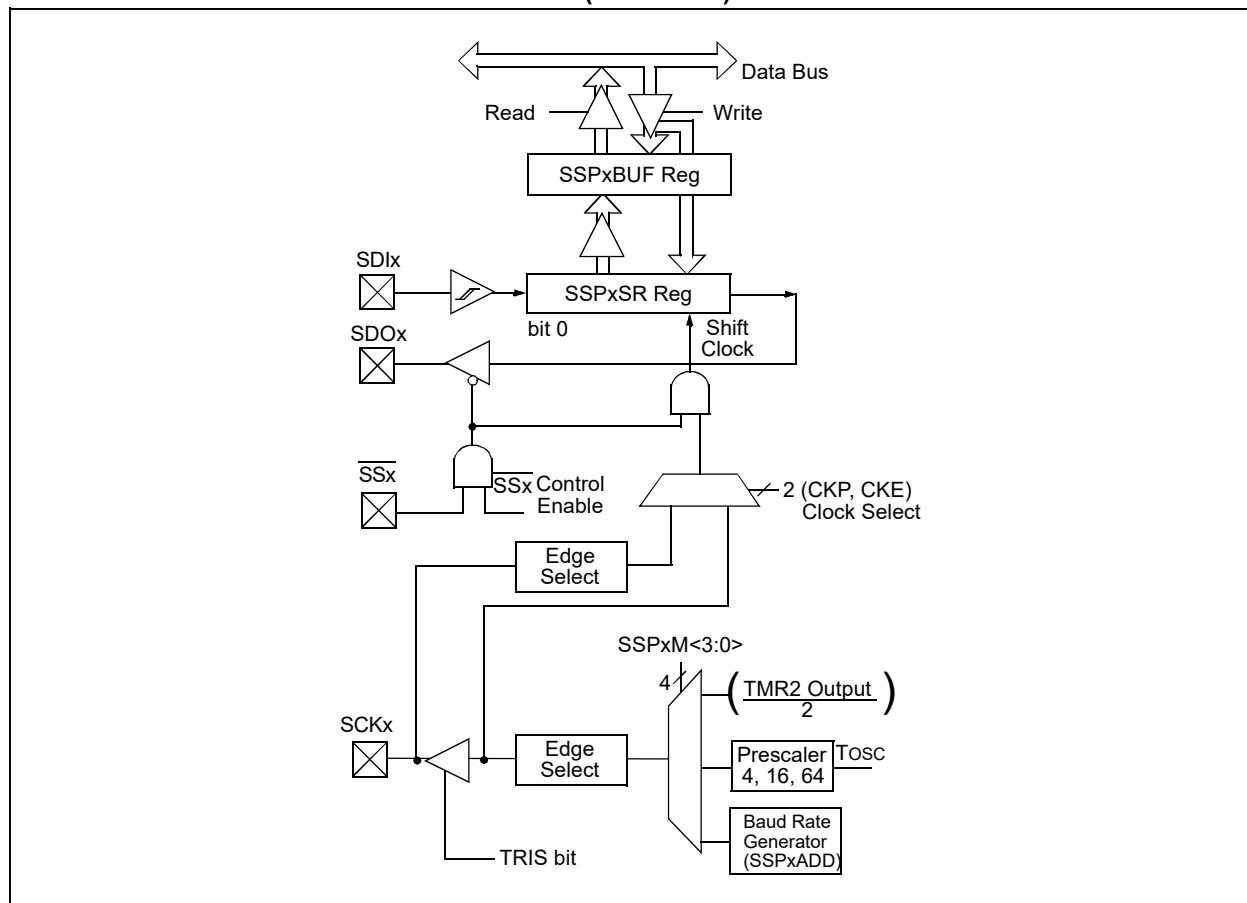 Data Bus
Read
Write
SSPxBUF Reg
SDIx
SSPxSR Reg
bit 0
Shift
Clock
SDOx
SSx
SSx Control
Enable
2 (CKP, CKE)
Clock Select
Edge
Select
SSPxM<3:0>
4
(TMR2 Output)
2
SCKx
Edge
Select
Prescaler
4, 16, 64
TOSC
Baud Rate
Generator
(SSPxADD)
TRIS bit